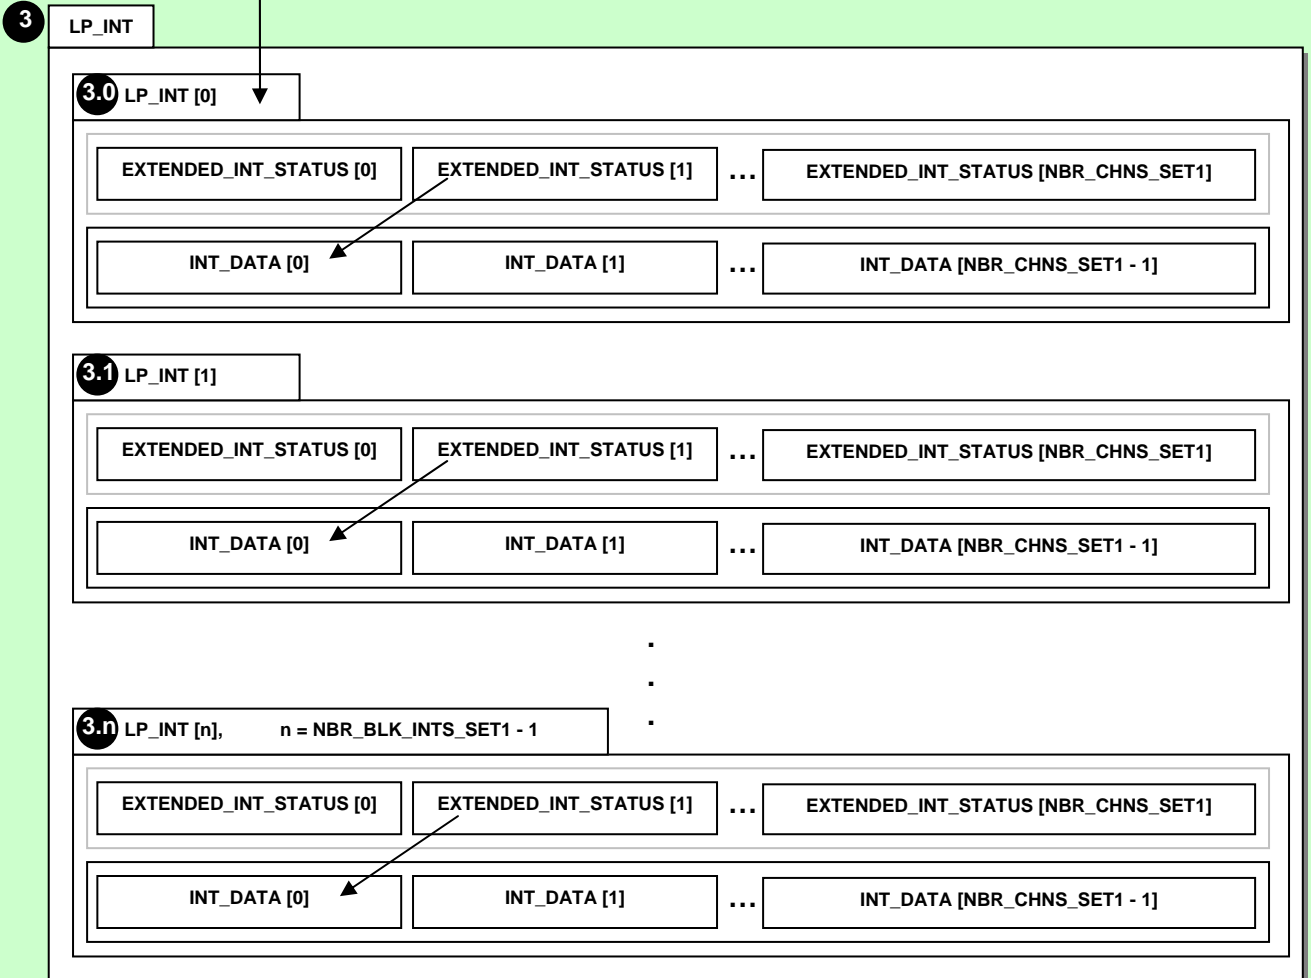 3 LP_INT
3.0 LP_INT [0]
EXTENDED_INT_STATUS [0] EXTENDED_INT_STATUS [1] ... EXTENDED_INT_STATUS [NBR_CHNS_SET1]
INT_DATA [0] INT_DATA [1] ... INT_DATA [NBR_CHNS_SET1 - 1]
3.1 LP_INT [1]
EXTENDED_INT_STATUS [0] EXTENDED_INT_STATUS [1] ... EXTENDED_INT_STATUS [NBR_CHNS_SET1]
INT_DATA [0] INT_DATA [1] ... INT_DATA [NBR_CHNS_SET1 - 1]
.
.
.
3.n LP_INT [n], n = NBR_BLK_INTS_SET1 - 1
EXTENDED_INT_STATUS [0] EXTENDED_INT_STATUS [1] ... EXTENDED_INT_STATUS [NBR_CHNS_SET1]
INT_DATA [0] INT_DATA [1] ... INT_DATA [NBR_CHNS_SET1 - 1]